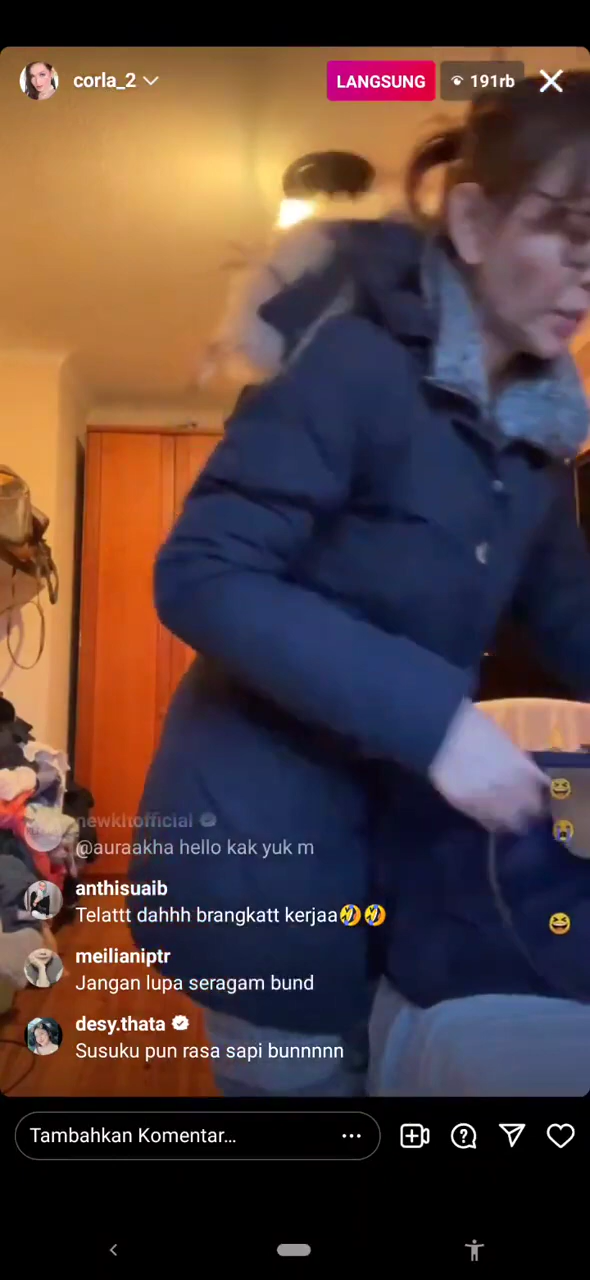 corla_2
LANGSUNG
191rb
newkltofficial
@auraakha hello kak yuk m
anthisuaib
Telattt dahhh brangkatt kerjaa🤣🤣
meilianiptr
Jangan lupa seragam bund
desy.thata
Susuku pun rasa sapi bunnnnn
Tambahkan Komentar...